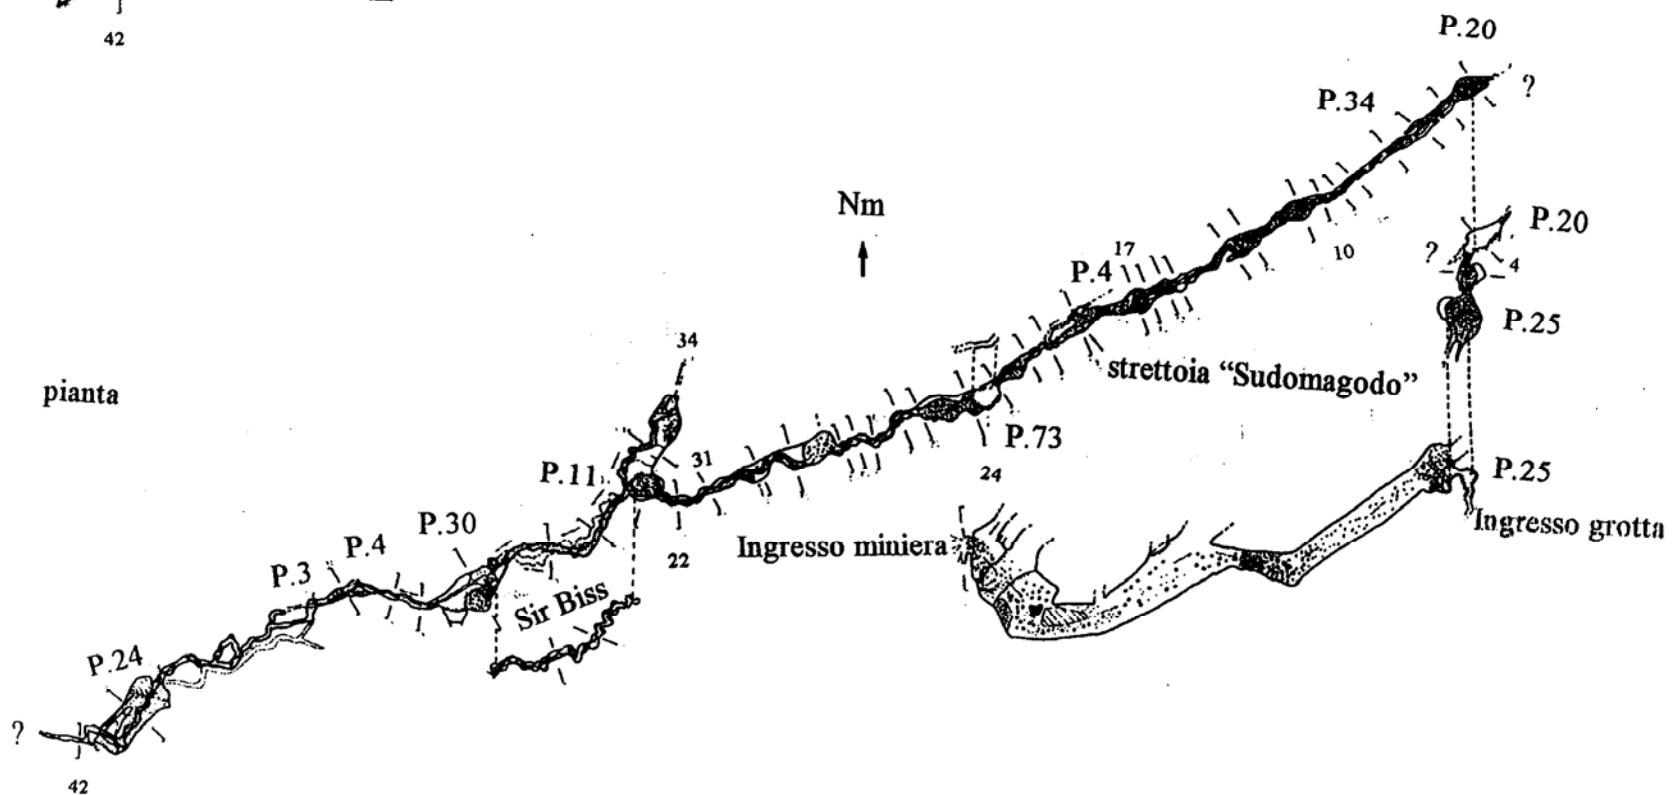 42
P.20
?
P.34
Nm
P.20
17
10
?
4
P.4
P.25
34
strettoia “Sudomagodo”
pianta
P.73
31
P.11
24
P.25
P.30
Ingresso grotta
P.4
Ingresso miniera
22
P.3
Sir Biss
P.24
?
42